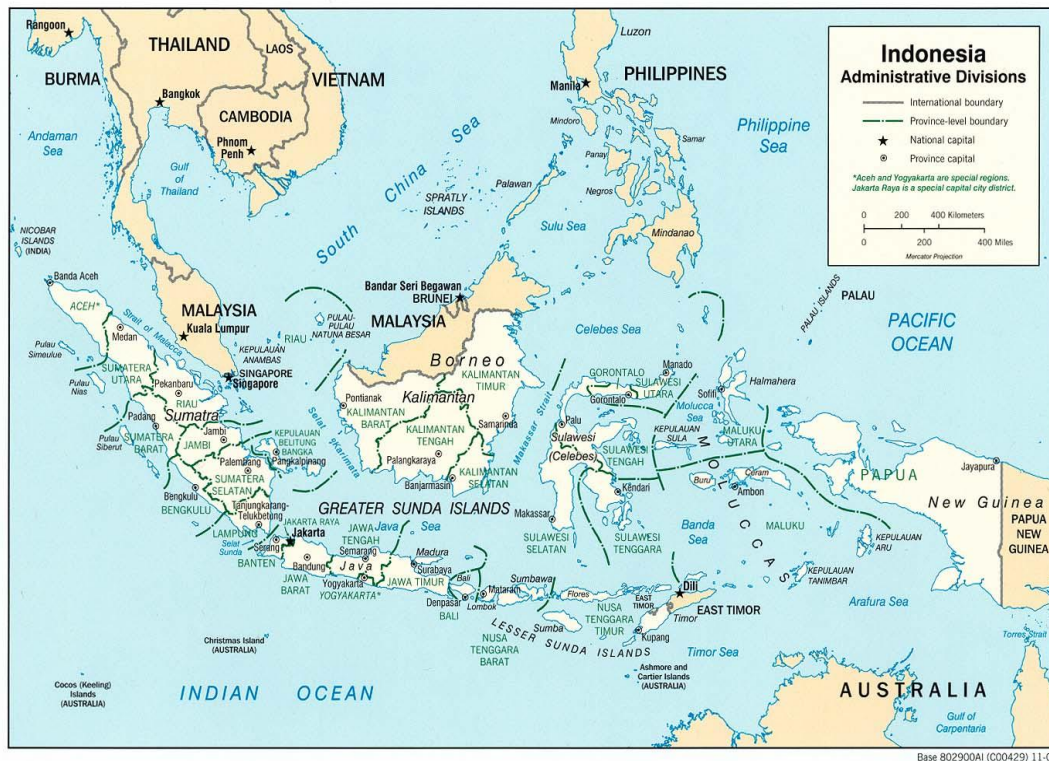 Indonesia
Administrative Divisions
International boundary
Province-level boundary
National capital
Province capital
*Aceh and Yogyakarta are special regions.
Jakarta Raya is a special capital city district.
0 200 400 Kilometers
0 200 400 Miles
Mercator Projection
Rangoon
BURMA
THAILAND
LAOS
VIETNAM
Bangkok
CAMBODIA
Phnom
Penh
Andaman
Sea
Gulf
of
Thailand
South China Sea
SPRATLY
ISLANDS
Luzon
PHILIPPINES
Manila
Mindoro
Samar
Panay
Palawan
Negros
Sulu Sea
Mindanao
Philippine
Sea
NICOBAR
ISLANDS
(INDIA)
Banda Aceh
ACEH*
Medan
Strait of Malacca
MALAYSIA
Kuala Lumpur
Pulau
Simeulue
SUMATERA
UTARA
Pulau
Nias
Pekanbaru
RIAU
KEPULAUAN
ANAMBAS
SINGAPORE
Singapore
PULAU-
PULAU
NATUNA BESAR
RIAU
Bandar Seri Begawan
BRUNEI
MALAYSIA
Borneo
Celebes Sea
PALAU ISLANDS
PALAU
PACIFIC
OCEAN
Padang
Sumatra
SUMATERA
BARAT
Pulau
Siberut
Jambi
JAMBI
KEPULAUAN
BELITUNG
BANGKA
Pangkalpinang
Palembang
SUMATERA
SELATAN
Bengkulu
BENGKULU
Tanjungkarang-
Telukbetong
LAMPUNG
Selat
Sunda
Selat Karimata
Pontianak
KALIMANTAN
BARAT
Kalimantan
KALIMANTAN
TIMUR
KALIMANTAN
TENGAH
Samarinda
Palangkaraya
Banjarmasin
KALIMANTAN
SELATAN
Makassar Strait
GORONTALO
Gorontalo
SULAWESI
UTARA
Manado
Palu
Sulawesi
(Celebes)
SULAWESI
TENGAH
Kendari
Makassar
SULAWESI
SELATAN
SULAWESI
TENGGARA
Sofifi
Halmahera
Molucca
Sea
MALUKU
UTARA
KEPULAUAN
SULA
MOLUCCAS
Buru
Ceram
Ambon
Banda
Sea
MALUKU
PAPUA
Jayapura
New Guinea
PAPUA
NEW
GUINEA
KEPULAUAN
ARU
KEPULAUAN
TANIMBAR
Arafura Sea
GREATER SUNDA ISLANDS
JAKARTA RAYA
Jakarta
Serang
BANTEN
Bandung
JAWA
BARAT
JAWA
TENGAH
Semarang
Java
Yogyakarta
YOGYAKARTA*
Java Sea
Madura
Surabaya
JAWA TIMUR
Bali
Denpasar
BALI
Lombok
Mataram
Sumbawa
NUSA
TENGGARA
BARAT
Sumba
Flores
LESSER SUNDA ISLANDS
NUSA
TENGGARA
TIMUR
EAST
TIMOR
Dili
EAST TIMOR
Timor
Kupang
Timor Sea
Christmas Island
(AUSTRALIA)
Cocos (Keeling)
Islands
(AUSTRALIA)
INDIAN OCEAN
Ashmore and
Cartier Islands
(AUSTRALIA)
AUSTRALIA
Torres Strait
Gulf of
Carpentaria
Base 802900AI (C00429) 11-0